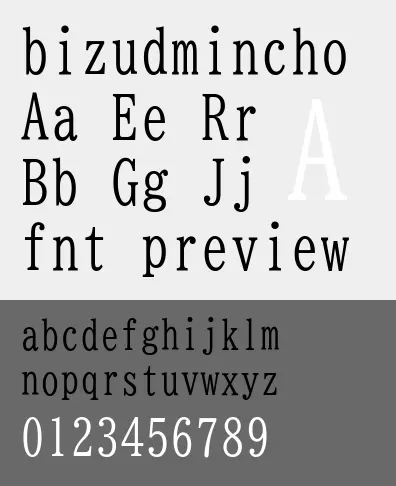 bizudmincho
Aa Ee Rr
A
Bb Gg Jj
fnt preview
abcdefghijklm
nopqrstuvwxyz
0123456789